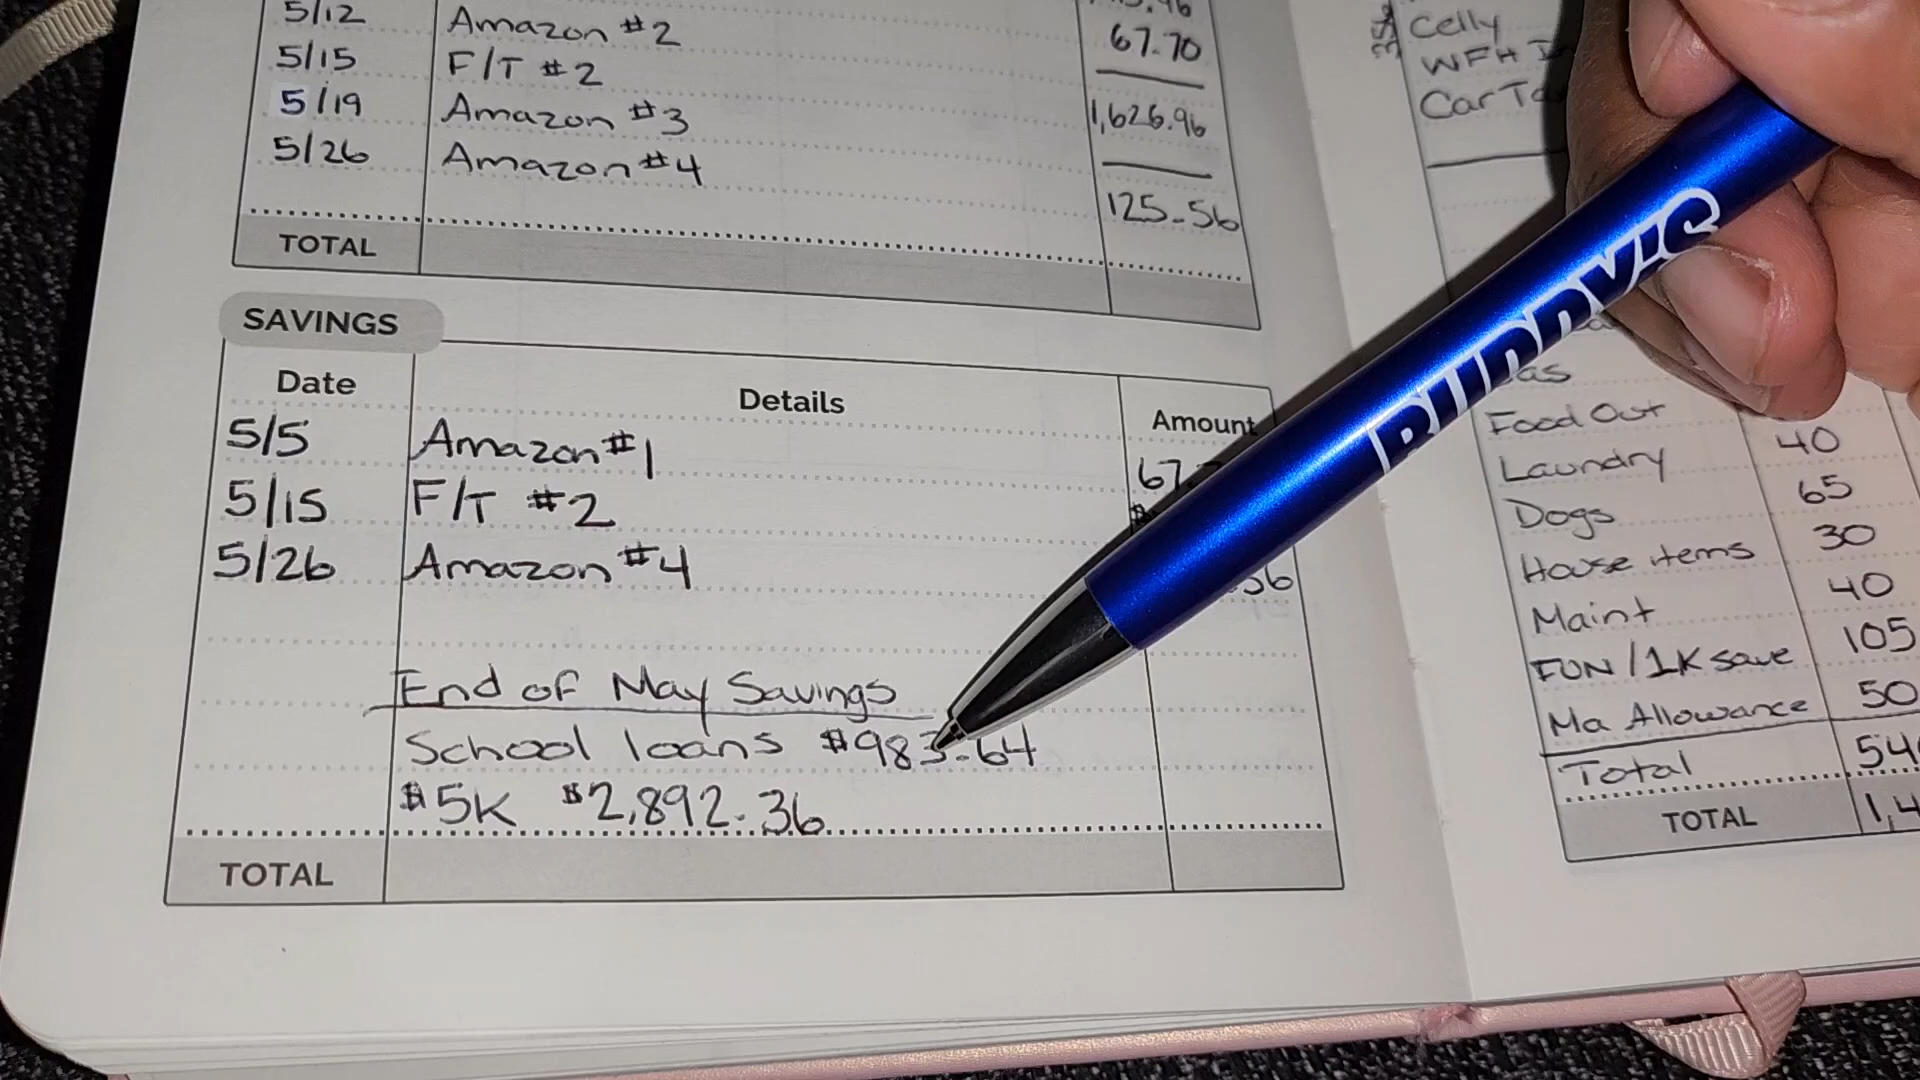 5/12 Amazon #2 67.70
5/15 F/T #2
5/19 Amazon #3 1,626.96
5/26 Amazon #4
125.56
TOTAL
SAVINGS
Date Details Amount
5/5 Amazon #1 67.
5/15 F/T #2
5/26 Amazon #4 .56
End of May Savings
School loans $983.64
$5K $2,892.36
TOTAL
Celly
WFH
Car
Food Out 40
Laundry 65
Dogs 30
House items 40
Maint 105
FUN/1K save 50
Ma Allowance
Total
TOTAL
BUDDY'S